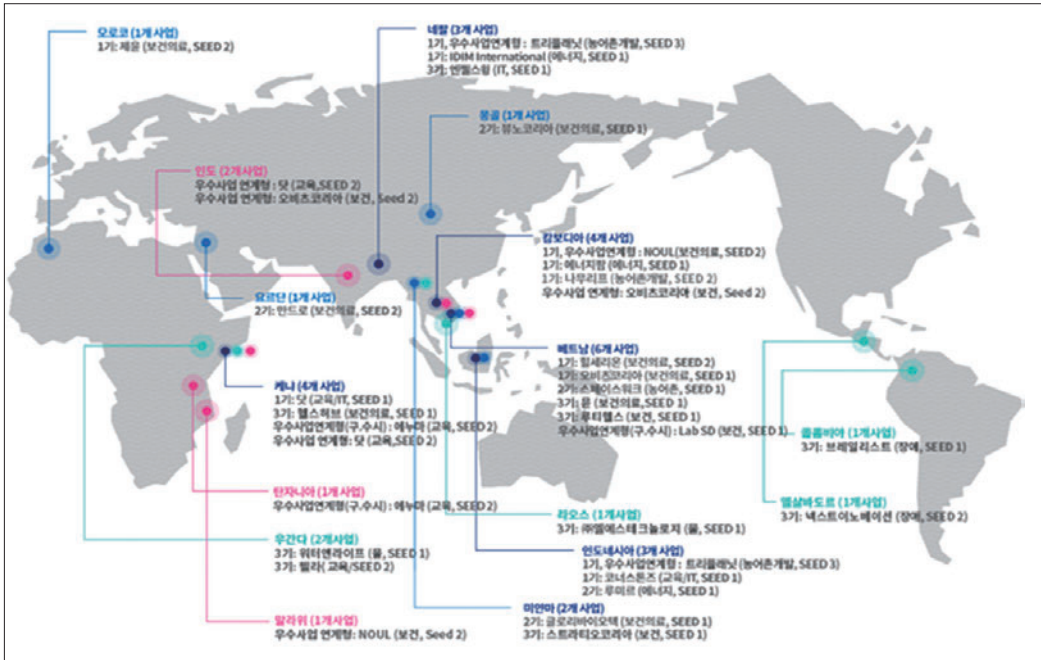 모로코 (1개 사업)
1기: 제윤 (보건의료, SEED 2)
네팔 (3개 사업)
1기, 우수사업연계형 : 트리플래닛 (농어촌개발, SEED 3)
1기: IDIM International (에너지, SEED 1)
3기: 엔젤스윙 (IT, SEED 1)
몽골 (1개 사업)
2기: 뷰노코리아 (보건의료, SEED 1)
인도 (2개사업)
우수사업 연계형 : 닷 (교육,SEED 2)
우수사업 연계형: 오비츠코리아 (보건, Seed 2)
캄보디아 (4개 사업)
1기, 우수사업연계형 : NOUL(보건의료, SEED 2)
1기: 에너지팜 (에너지, SEED 1)
1기: 나무리프 (농어촌개발, SEED 2)
우수사업 연계형: 오비츠코리아 (보건, Seed 2)
요르단 (1개 사업)
2기: 만드로 (보건의료, SEED 2)
베트남 (6개 사업)
1기: 힐세리온 (보건의료, SEED 2)
1기: 오비츠코리아 (보건의료, SEED 1)
2기: 스페이스워크 (농어촌, SEED 1)
3기: (보건의료, SEED 1)
3기: 루티헬스 (보건, SEED 1)
우수사업연계형(구.수시) : Lab SD (보건, SEED 1)
케냐 (4개 사업)
1기: 닷 (교육/IT, SEED 1)
3기: 헬스허브 (보건의료, SEED 1)
우수사업연계형(구.수시) : 에누마 (교육, SEED 2)
우수사업 연계형: 닷 (교육, SEED 2)
콜롬비아 (1개사업)
3기: 브레일리스트 (장애, SEED 1)
탄자니아 (1개 사업)
우수사업연계형(구.수시) : 에누마 (교육, SEED 2)
라오스 (1개사업)
3기: ㈜엘에스테크놀로지 (물, SEED 1)
엘살바도르 (1개사업)
3기: 넥스트이노베이션 (장애, SEED 2)
우간다 (2개사업)
3기: 워터앤라이프 (물, SEED 1)
3기: 텔라( 교육/SEED 2)
인도네시아 (3개 사업)
1기, 우수사업연계형 : 트리플래닛 (농어촌개발, SEED 3)
1기: 코너스톤즈 (교육/IT, SEED 1)
2기: 루미르 (에너지, SEED 1)
말라위 (1개사업)
우수사업 연계형: NOUL (보건, Seed 2)
미얀마 (2개 사업)
2기: 글로리바이오텍 (보건의료, SEED 1)
3기: 스트라티오코리아 (보건, SEED 1)